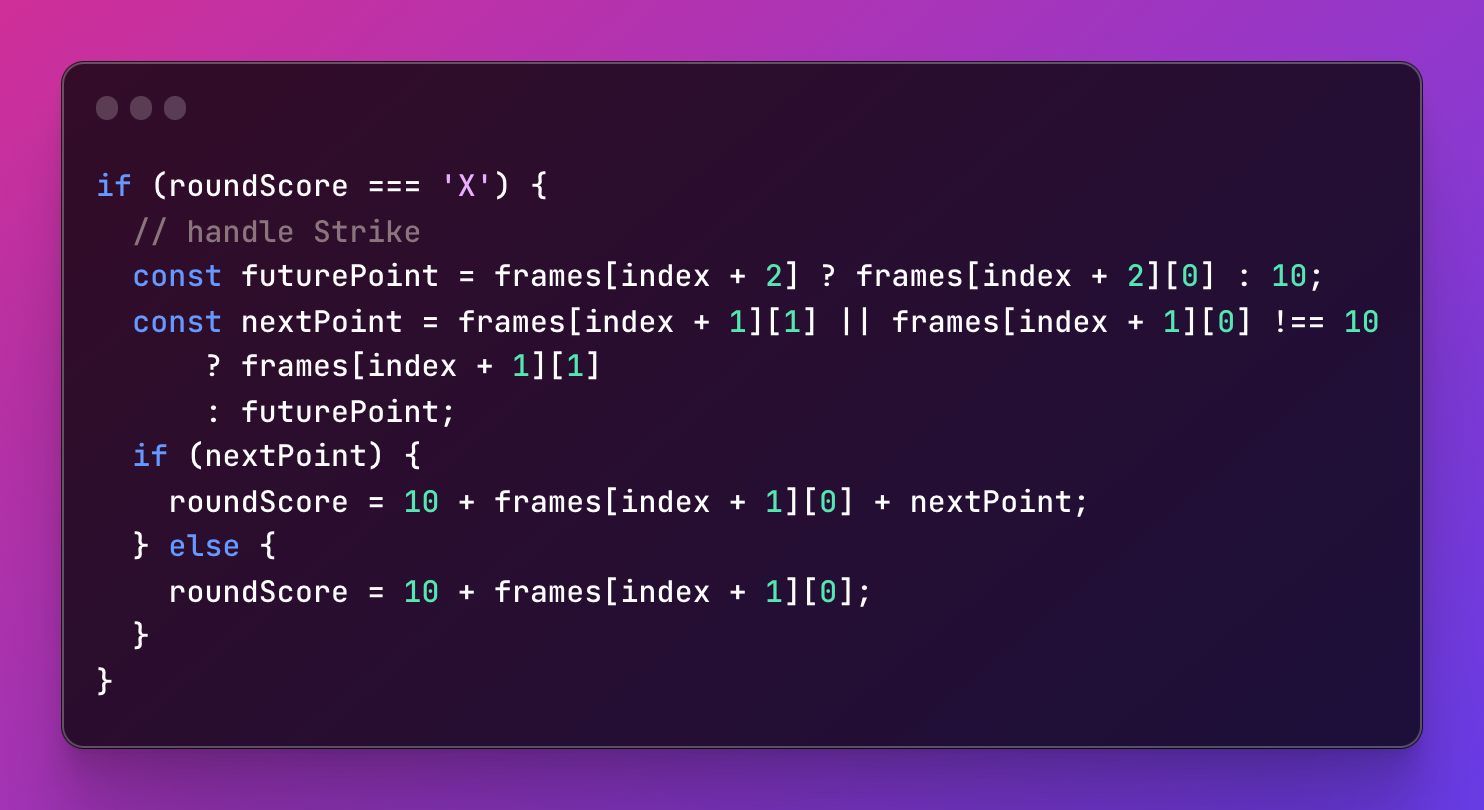 if (roundScore === 'X') {
  // handle Strike
  const futurePoint = frames[index + 2] ? frames[index + 2][0] : 10;
  const nextPoint = frames[index + 1][1] || frames[index + 1][0] !== 10
      ? frames[index + 1][1]
      : futurePoint;
  if (nextPoint) {
    roundScore = 10 + frames[index + 1][0] + nextPoint;
  } else {
    roundScore = 10 + frames[index + 1][0];
  }
}